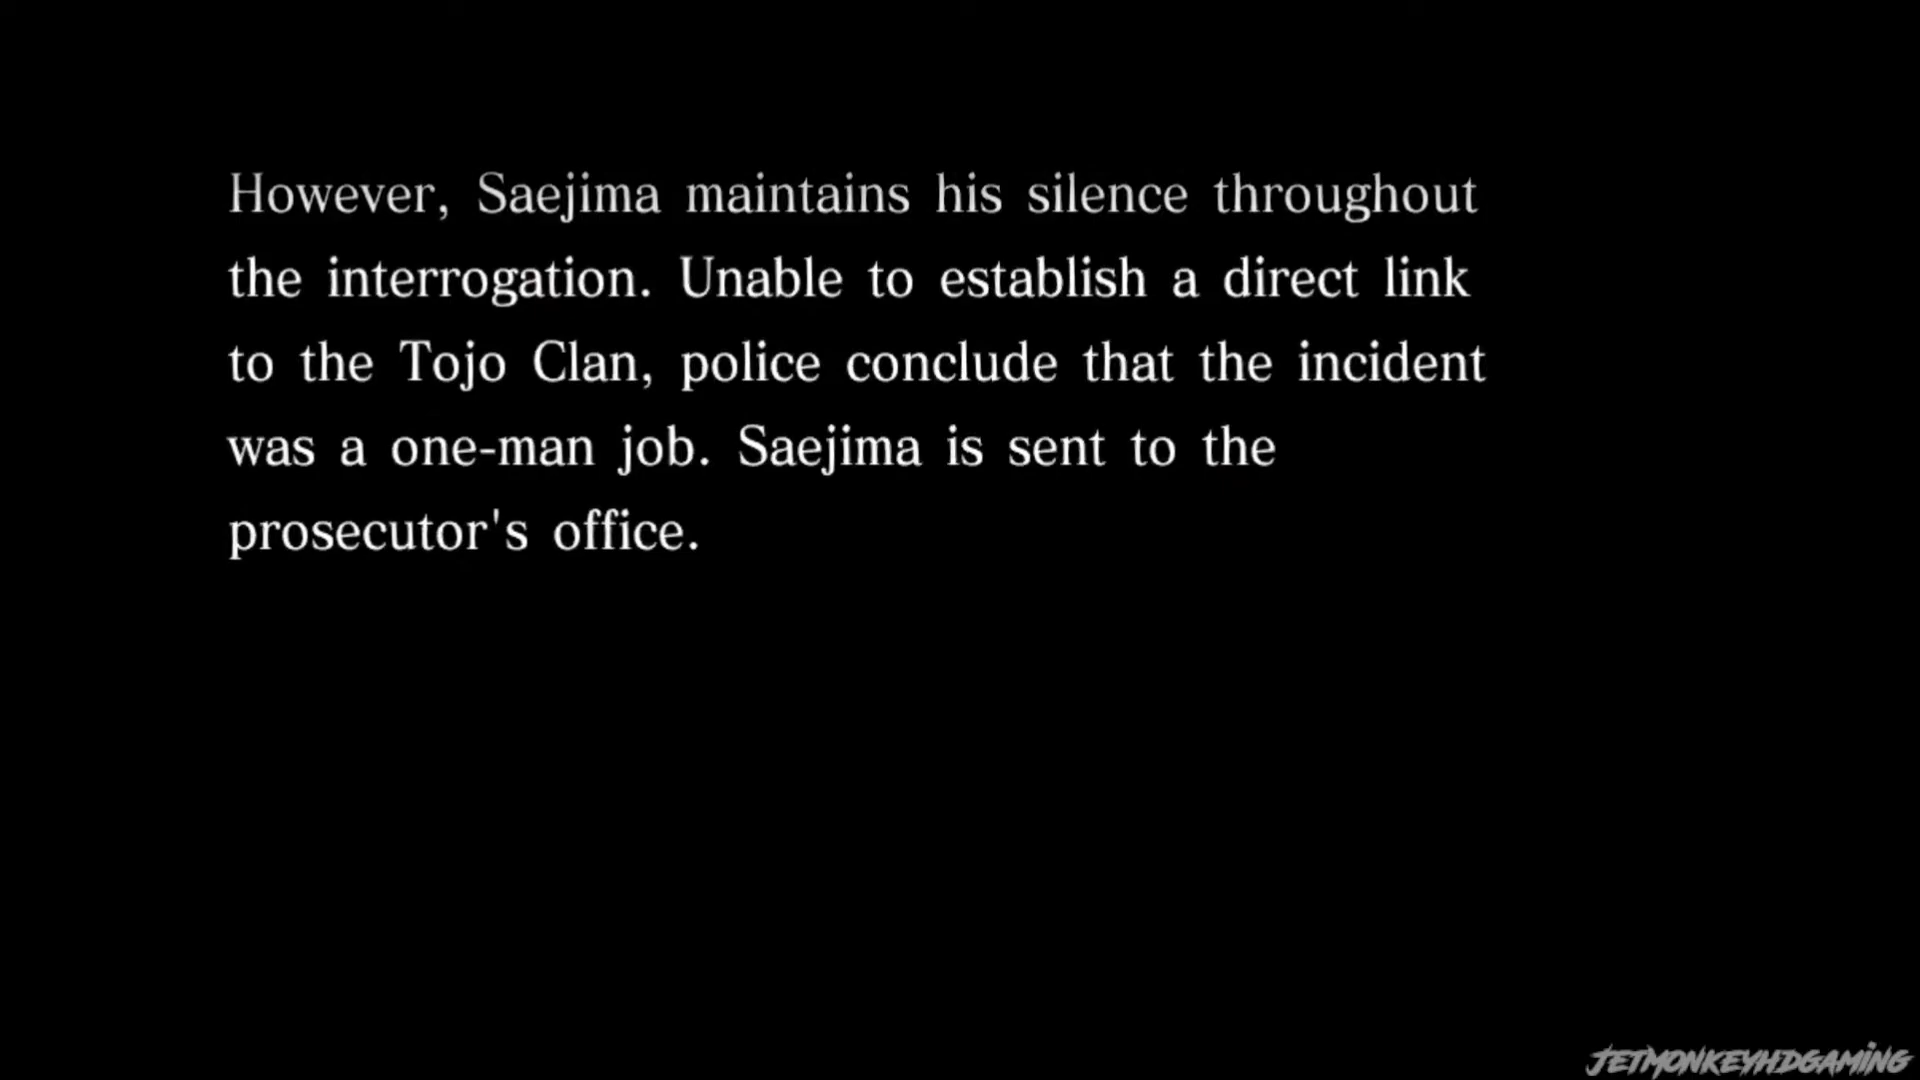 However, Saejima maintains his silence throughout
the interrogation. Unable to establish a direct link
to the Tojo Clan, police conclude that the incident
was a one-man job. Saejima is sent to the
prosecutor's office.
JETMONKEYHDGAMING